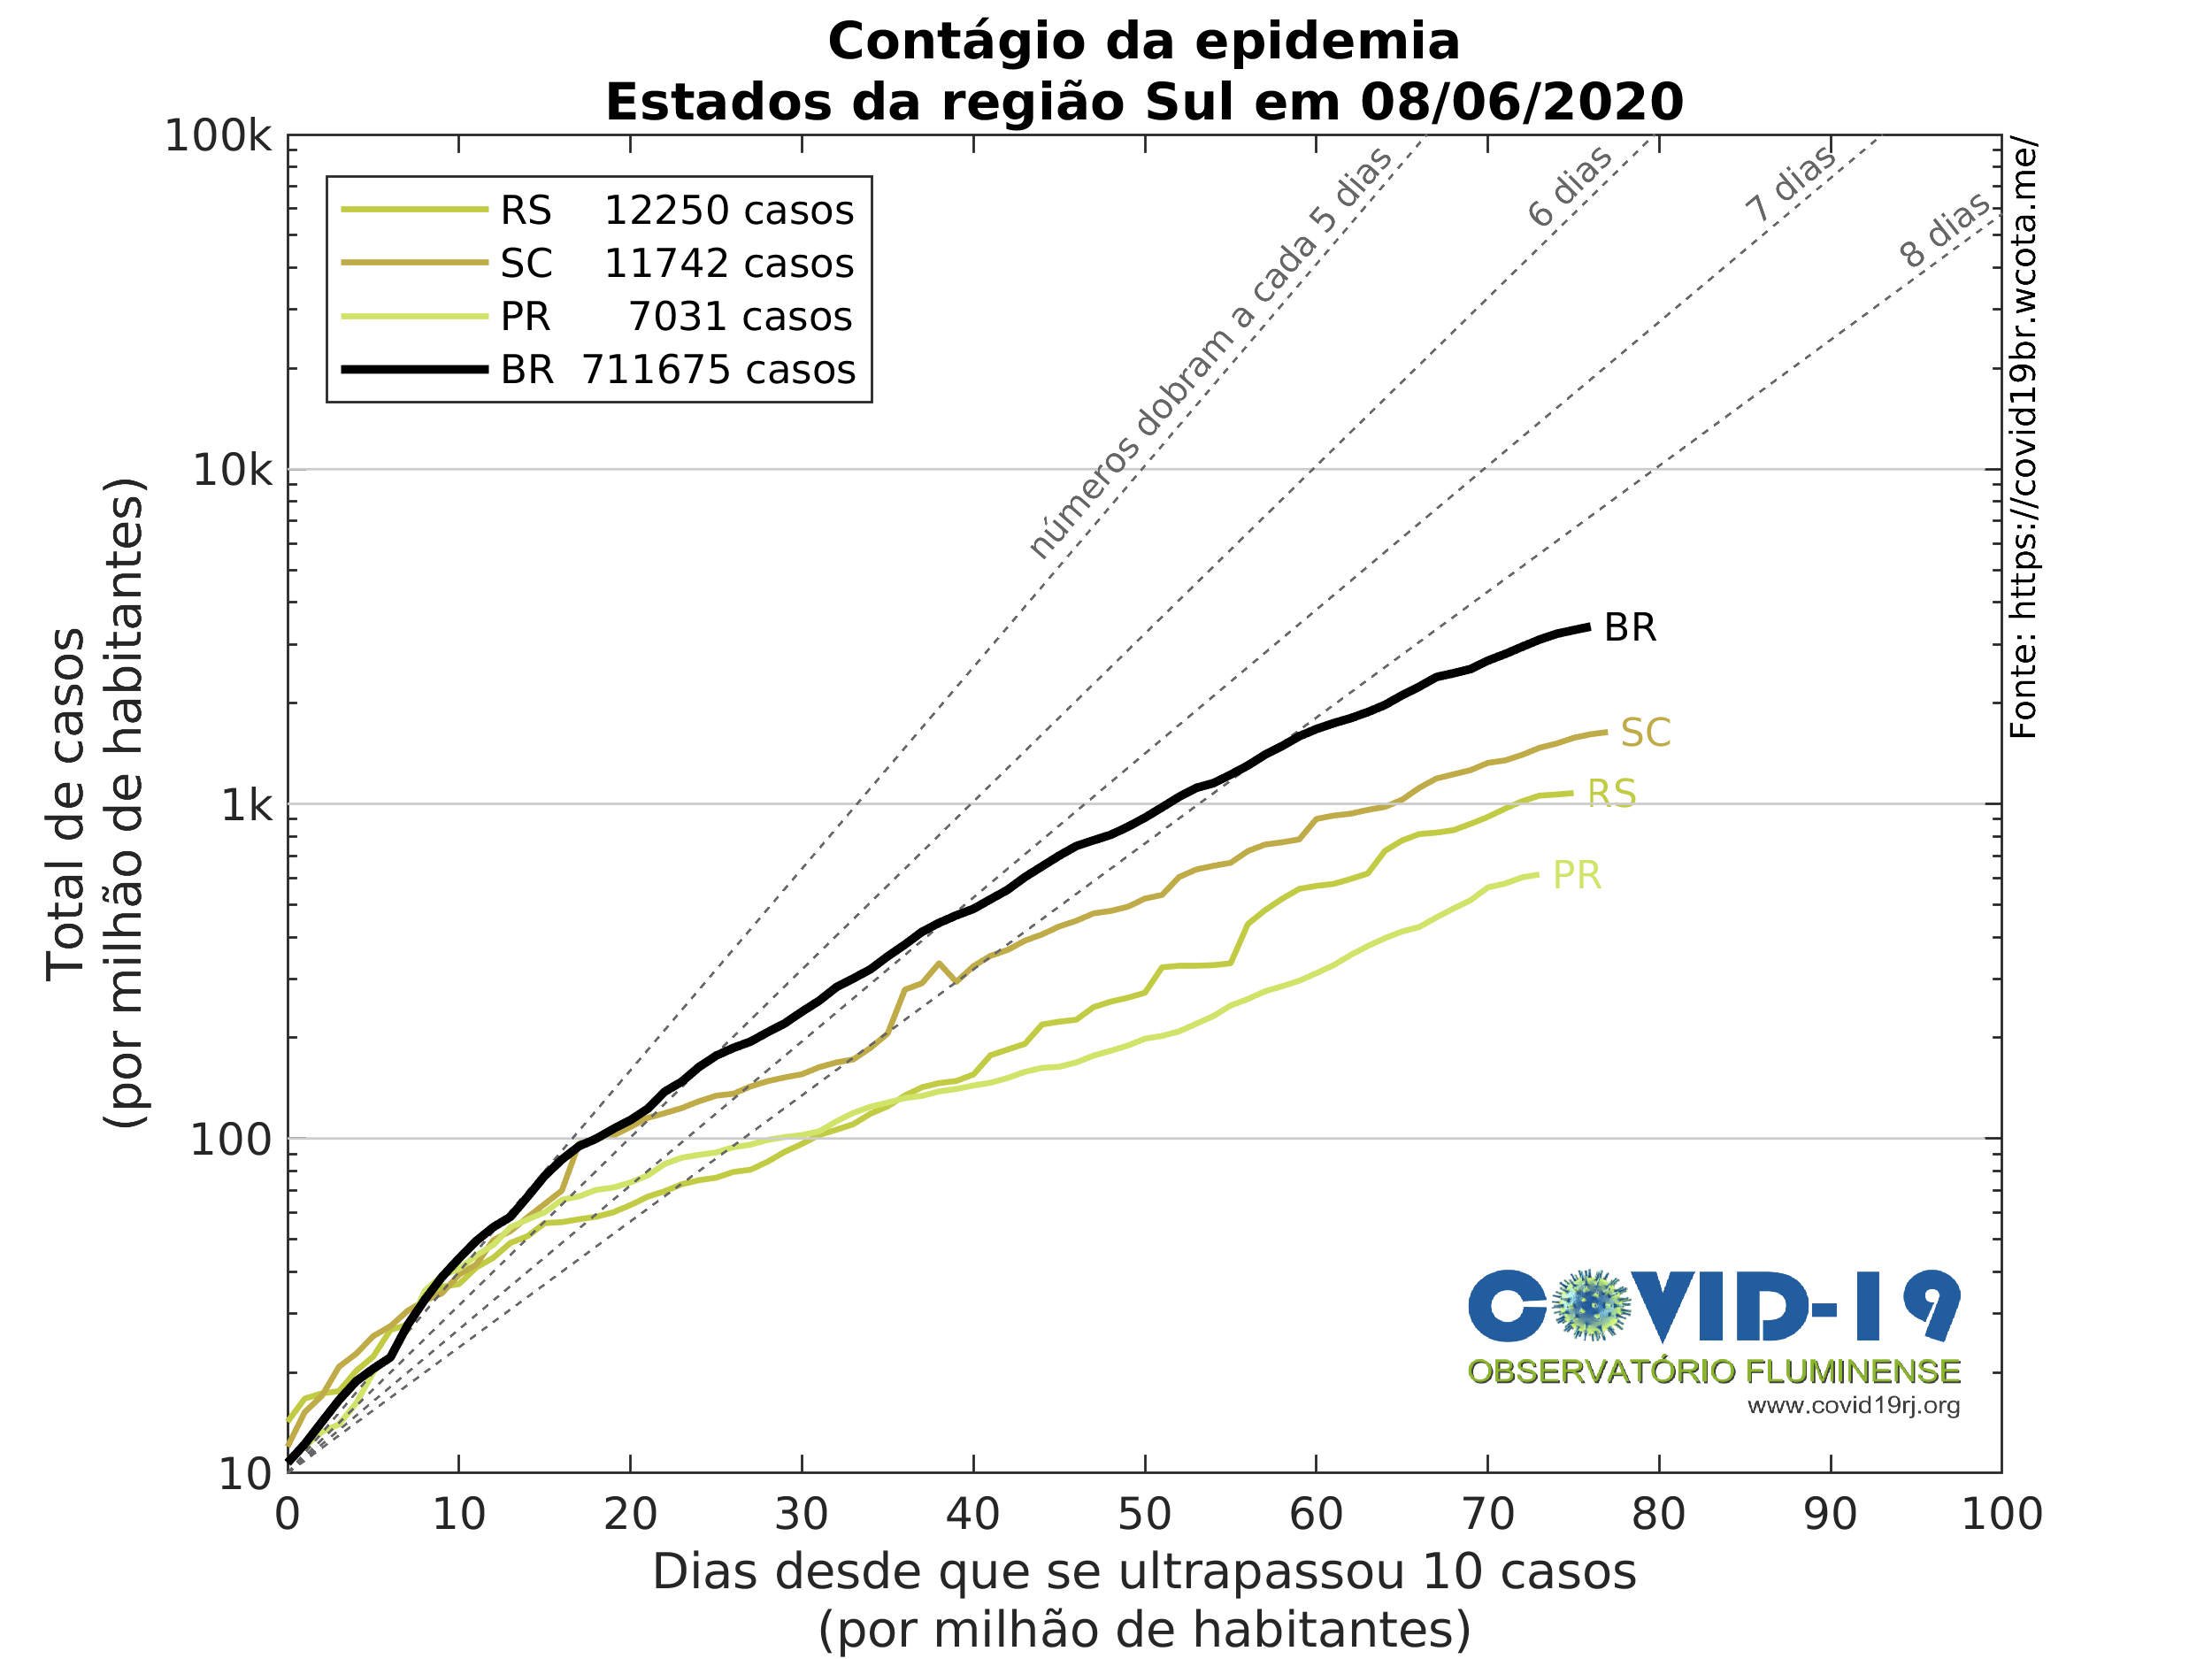 Contágio da epidemia
Estados da região Sul em 08/06/2020
100k
10k
1k
100
10
Total de casos
(por milhão de habitantes)
RS 12250 casos
SC 11742 casos
PR 7031 casos
BR 711675 casos
números dobram a cada 5 dias
6 dias
7 dias
8 dias
BR
SC
RS
PR
Fonte: https://covid19br.wcota.me/
COVID-19
OBSERVATÓRIO FLUMINENSE
www.covid19rj.org
0 10 20 30 40 50 60 70 80 90 100
Dias desde que se ultrapassou 10 casos
(por milhão de habitantes)